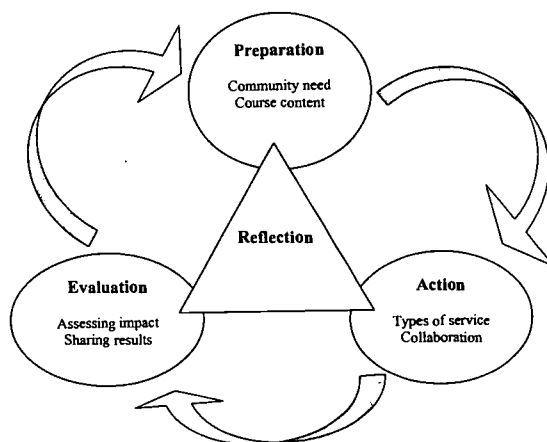 Preparation
Community need
Course content
Reflection
Evaluation
Assessing impact
Sharing results
Action
Types of service
Collaboration